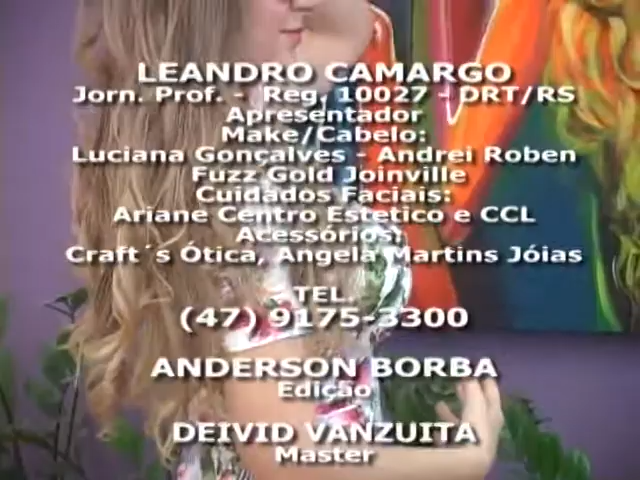 LEANDRO CAMARGO
Jorn. Prof. - Reg. 10027 - DRT/RS
Apresentador
Make/Cabelo:
Luciana Gonçalves - Andrei Roben
Fuzz Gold Joinville
Cuidados Faciais:
Ariane Centro Estetico e CCL
Acessórios:
Craft´s Ótica, Angela Martins Jóias
TEL.
(47) 9175-3300
ANDERSON BORBA
Edição
DEIVID VANZUITA
Master